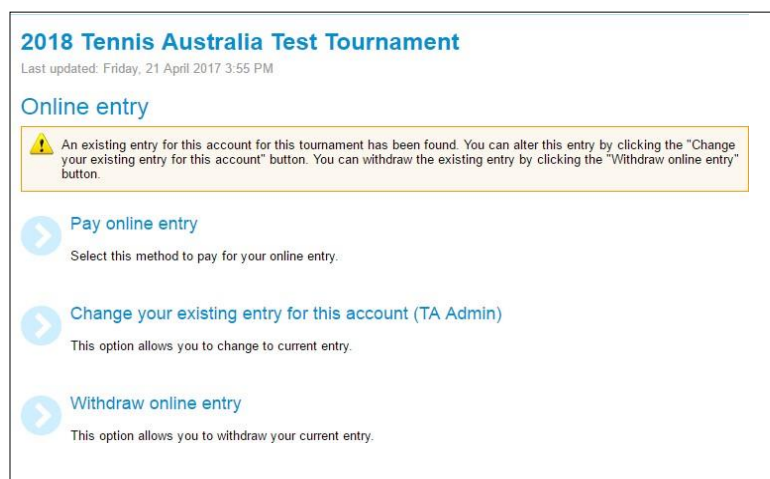 2018 Tennis Australia Test Tournament
Last updated: Friday, 21 April 2017 3:55 PM
Online entry
An existing entry for this account for this tournament has been found. You can alter this entry by clicking the "Change
your existing entry for this account" button. You can withdraw the existing entry by clicking the "Withdraw online entry"
button.
Pay online entry
Select this method to pay for your online entry.
Change your existing entry for this account (TA Admin)
This option allows you to change to current entry.
Withdraw online entry
This option allows you to withdraw your current entry.